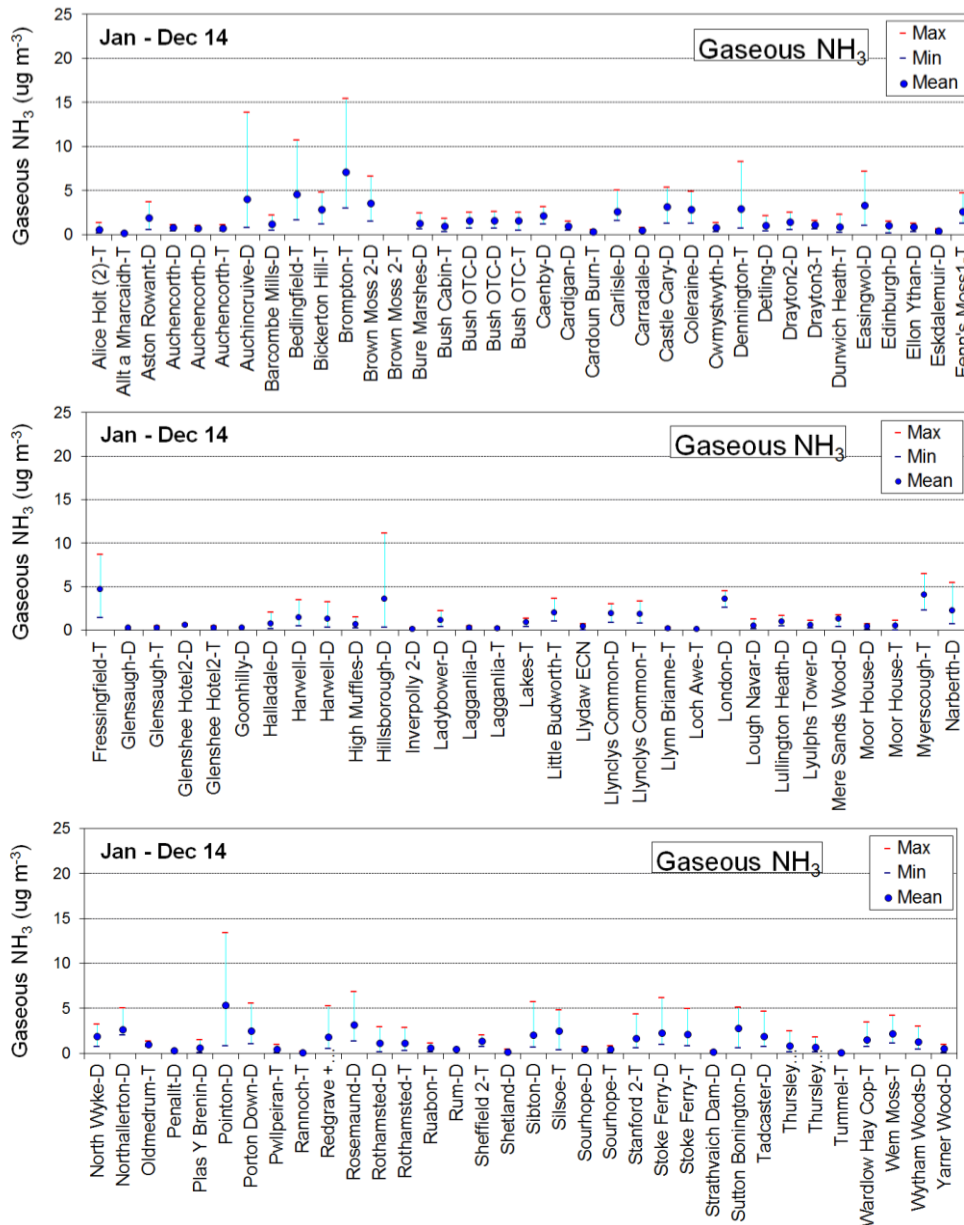 Gaseous NH3 (ug m-3)
Jan - Dec 14
Gaseous NH3
Max
Min
Mean
25
20
15
10
5
0
Alice Holt (2)-T
Allt a Mharcaidh-T
Aston Rowant-D
Auchencorth-D
Auchencorth-D
Auchencorth-T
Auchincruive-D
Barcombe Mills-D
Bedlingfield-T
Bickerton Hill-T
Brompton-T
Brown Moss 2-D
Brown Moss 2-T
Bure Marshes-D
Bush Cabin-T
Bush OTC-D
Bush OTC-D
Bush OTC-T
Caenby-D
Cardigan-D
Cardoun Burn-T
Carlisle-D
Carradale-D
Castle Cary-D
Coleraine-D
Cwmystwyth-D
Dennington-T
Detling-D
Drayton2-D
Drayton3-T
Dunwich Heath-T
Easingwol-D
Edinburgh-D
Ellon Ythan-D
Eskdalemuir-D
Fenn's Moss1-T
Gaseous NH3 (ug m-3)
Jan - Dec 14
Gaseous NH3
Max
Min
Mean
25
20
15
10
5
0
Fressingfield-T
Glensaugh-D
Glensaugh-T
Glenshee Hotel2-D
Glenshee Hotel2-T
Goonhilly-D
Halladale-D
Harwell-D
Harwell-D
High Muffles-D
Hillsborough-D
Inverpolly 2-D
Ladybower-D
Lagganlia-D
Lagganlia-T
Lakes-T
Little Budworth-T
Llydaw ECN
Llynclys Common-D
Llynclys Common-T
Llynn Brianne-T
Loch Awe-T
London-D
Lough Navar-D
Lullington Heath-D
Lyulphs Tower-D
Mere Sands Wood-D
Moor House-D
Moor House-T
Myerscough-T
Narberth-D
Gaseous NH3 (ug m-3)
Jan - Dec 14
Gaseous NH3
Max
Min
Mean
25
20
15
10
5
0
North Wyke-D
Northallerton-D
Oldmedrum-T
Penallt-D
Plas Y Brenin-D
Pointon-D
Porton Down-D
Pwllpeiran-T
Rannoch-T
Redgrave +...
Rosemaund-D
Rothamsted-D
Rothamsted-T
Ruabon-T
Rum-D
Sheffield 2-T
Shetland-D
Sibton-D
Silsoe-T
Sourhope-D
Sourhope-T
Stanford 2-T
Stoke Ferry-D
Stoke Ferry-T
Strathvaich Dam-D
Sutton Bonington-D
Tadcaster-D
Thursley...
Thursley...
Tummel-T
Wardlow Hay Cop-T
Wem Moss-T
Wytham Woods-D
Yarner Wood-D